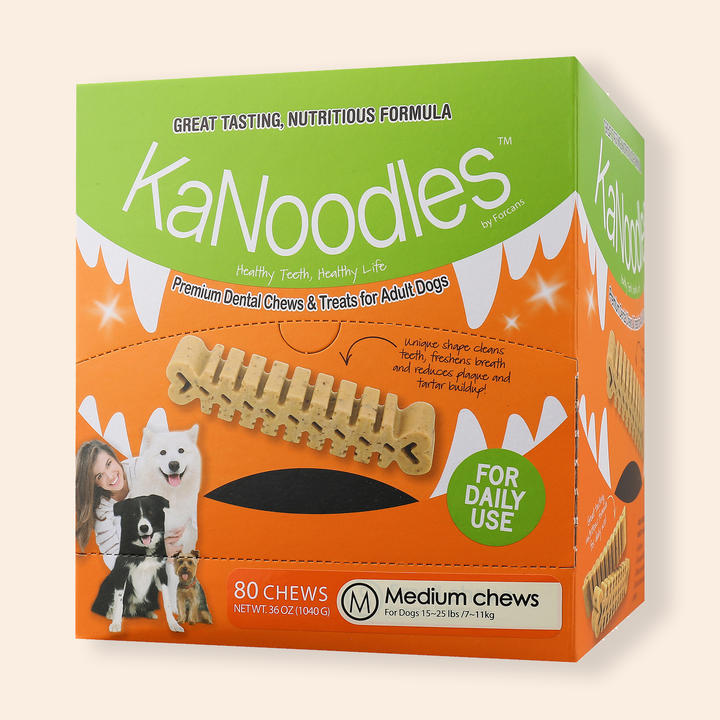 GREAT TASTING, NUTRITIOUS FORMULA
KaNoodles™
by Forcans
Healthy Teeth, Healthy Life
Premium Dental Chews & Treats for Adult Dogs
unique shape cleans
teeth, freshens breath
and reduces plaque and
tartar buildup!
FOR
DAILY
USE
80 CHEWS
NET WT. 36 OZ (1040 G)
M
Medium chews
For Dogs 15~25 lbs /7~11kg
KaNoodles